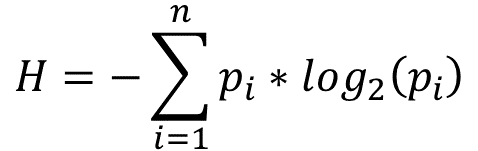 H = − ∑_{i=1}^{n} p_i * log_2(p_i)